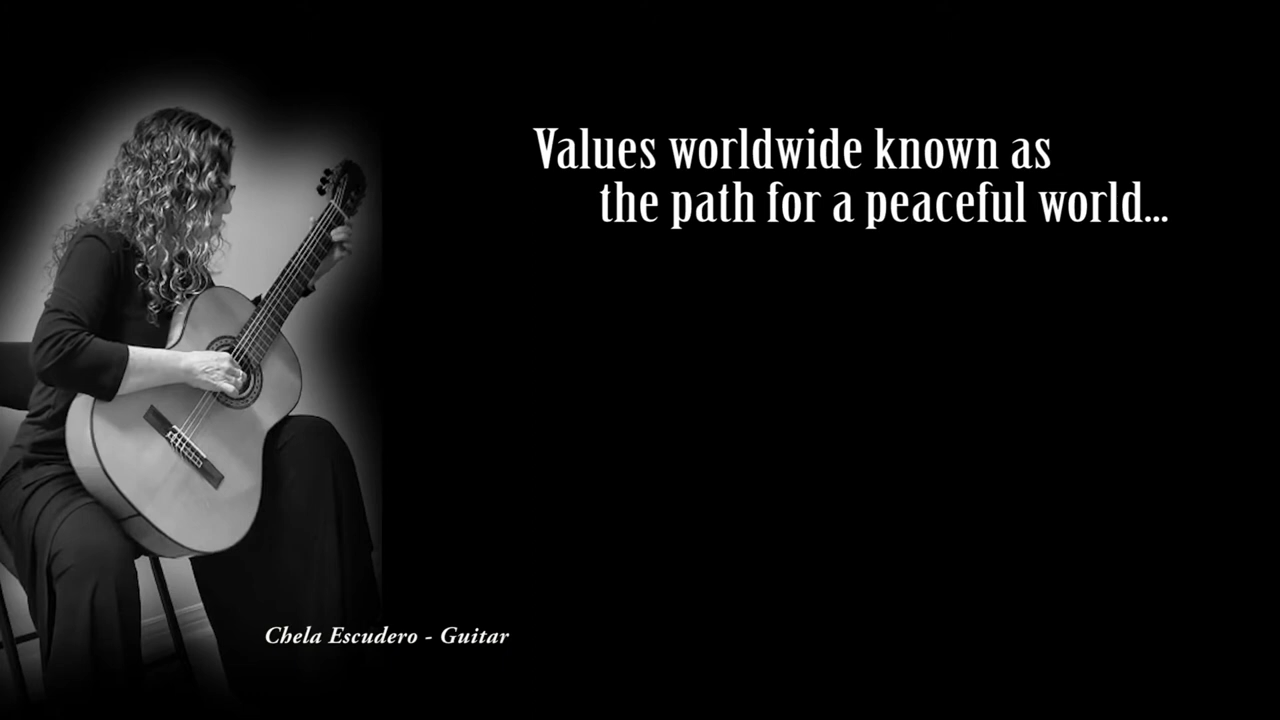 Values worldwide known as
the path for a peaceful world...
Chela Escudero - Guitar